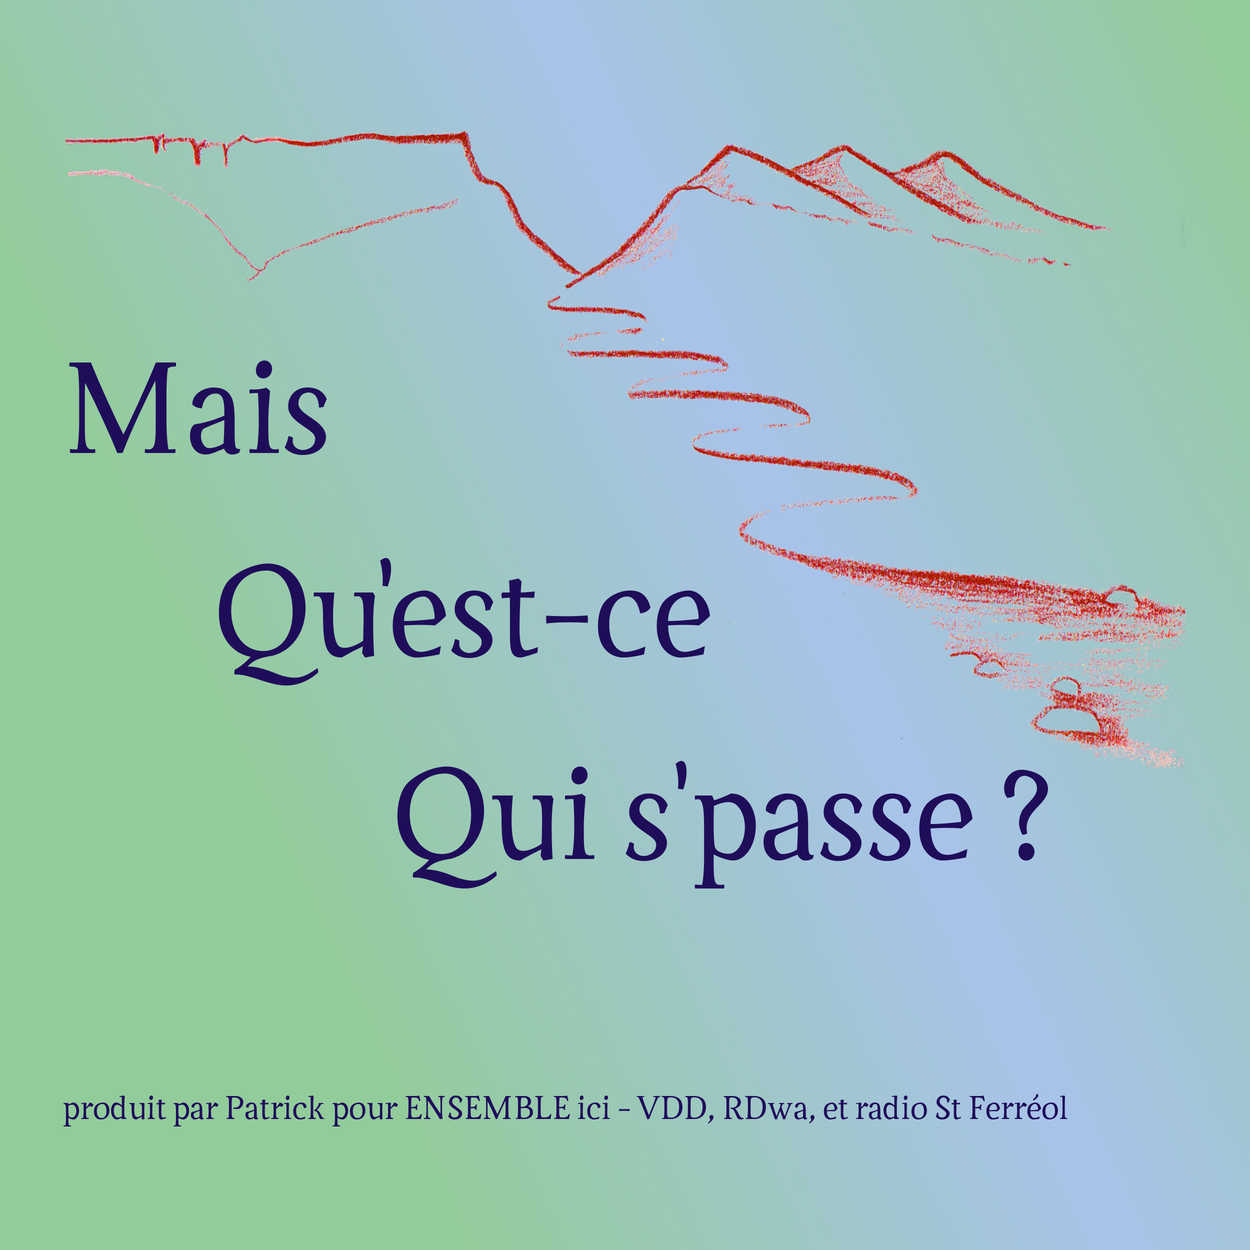 Mais
Qu'est-ce
Qui s'passe ?
produit par Patrick pour ENSEMBLE ici - VDD, RDwa, et radio St Ferréol